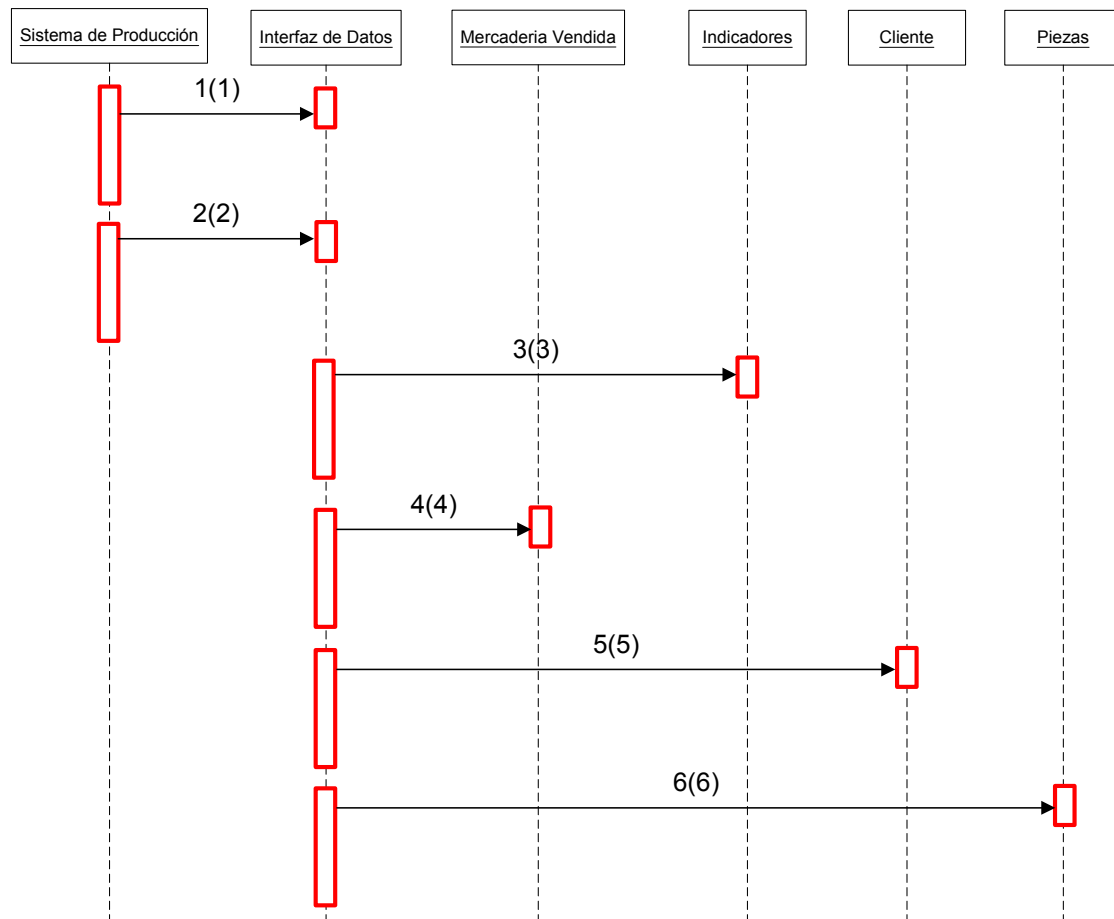 Sistema de Producción
Interfaz de Datos
Mercaderia Vendida
Indicadores
Cliente
Piezas
1(1)
2(2)
3(3)
4(4)
5(5)
6(6)